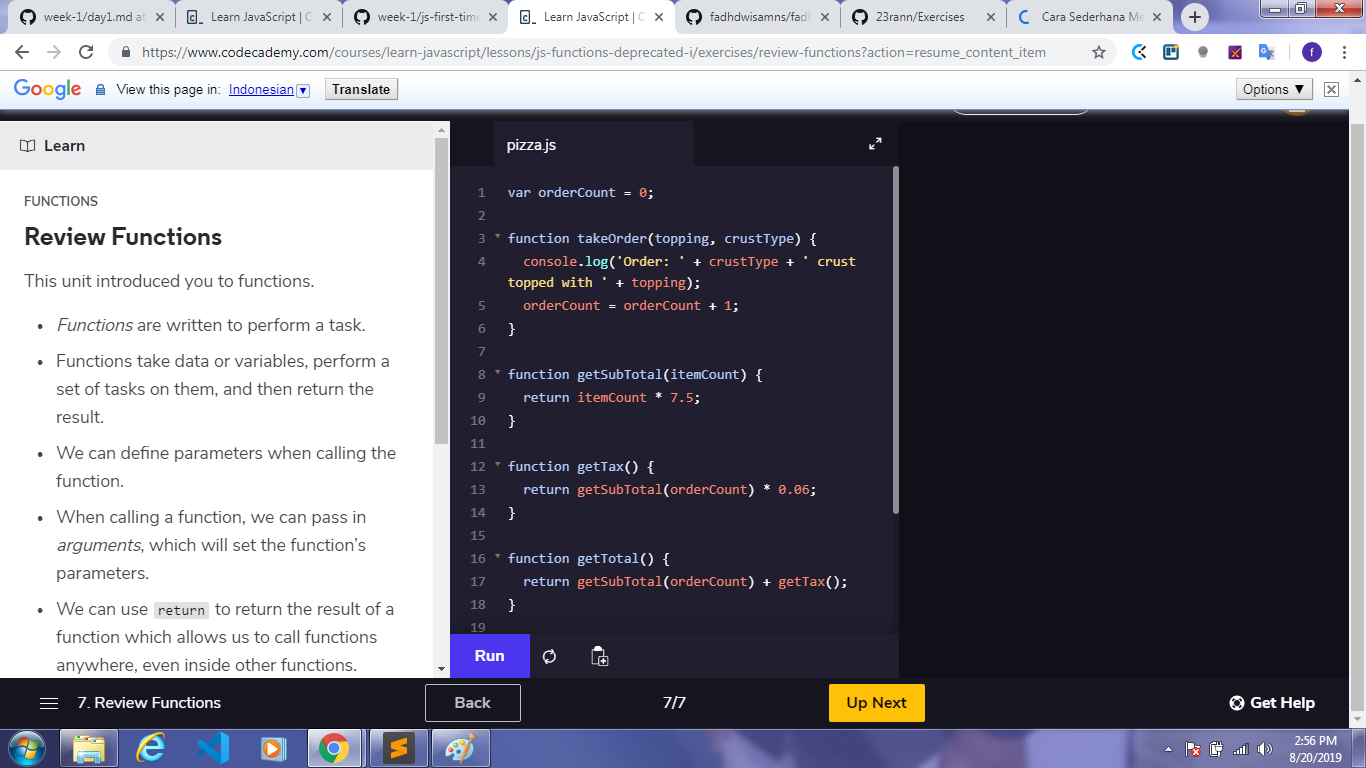 week-1/day1.md at
Learn JavaScript | C
week-1/js-first-time
Learn JavaScript | C
fadhdwisamns/fadh
23rann/Exercises
Cara Sederhana Me
https://www.codecademy.com/courses/learn-javascript/lessons/js-functions-deprecated-i/exercises/review-functions?action=resume_content_item
f
Google View this page in: Indonesian Translate Options ▼
Learn
FUNCTIONS
Review Functions
This unit introduced you to functions.
• Functions are written to perform a task.
• Functions take data or variables, perform a
set of tasks on them, and then return the
result.
• We can define parameters when calling the
function.
• When calling a function, we can pass in
arguments, which will set the function’s
parameters.
• We can use return to return the result of a
function which allows us to call functions
anywhere, even inside other functions.
pizza.js
1 var orderCount = 0;
2
3 function takeOrder(topping, crustType) {
4 console.log('Order: ' + crustType + ' crust
topped with ' + topping);
5 orderCount = orderCount + 1;
6 }
7
8 function getSubTotal(itemCount) {
9 return itemCount * 7.5;
10 }
11
12 function getTax() {
13 return getSubTotal(orderCount) * 0.06;
14 }
15
16 function getTotal() {
17 return getSubTotal(orderCount) + getTax();
18 }
19
Run
7. Review Functions
Back
7/7
Up Next
Get Help
2:56 PM
8/20/2019